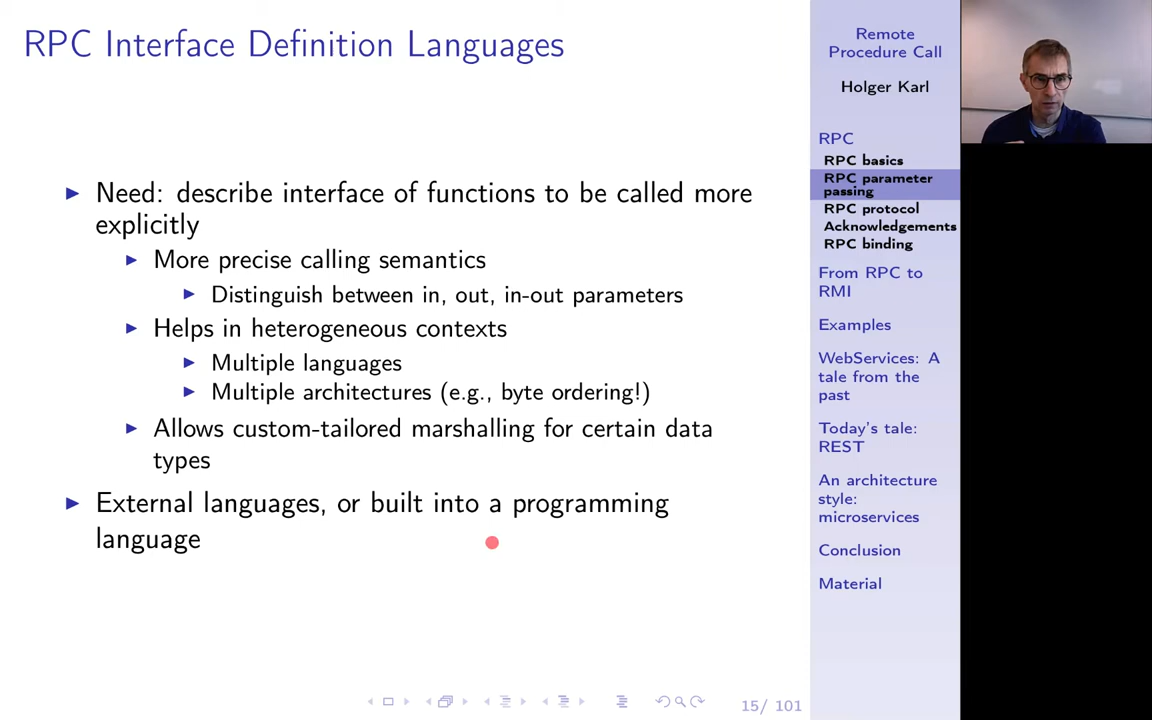 RPC Interface Definition Languages
Need: describe interface of functions to be called more
explicitly
More precise calling semantics
Distinguish between in, out, in-out parameters
Helps in heterogeneous contexts
Multiple languages
Multiple architectures (e.g., byte ordering!)
Allows custom-tailored marshalling for certain data
types
External languages, or built into a programming
language
15/ 101
Remote
Procedure Call
Holger Karl
RPC
RPC basics
RPC parameter
passing
RPC protocol
Acknowledgements
RPC binding
From RPC to
RMI
Examples
WebServices: A
tale from the
past
Today's tale:
REST
An architecture
style:
microservices
Conclusion
Material